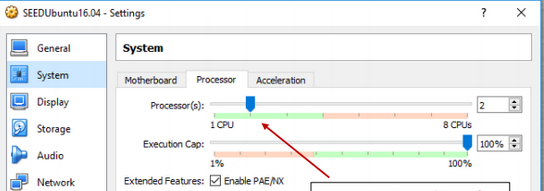 SEEDUbuntu16.04 - Settings
?
General
System
Display
Storage
Audio
Network
System
Motherboard Processor Acceleration
Processor(s): 2
1 CPU 8 CPUs
Execution Cap: 100%
1% 100%
Extended Features: Enable PAE/NX